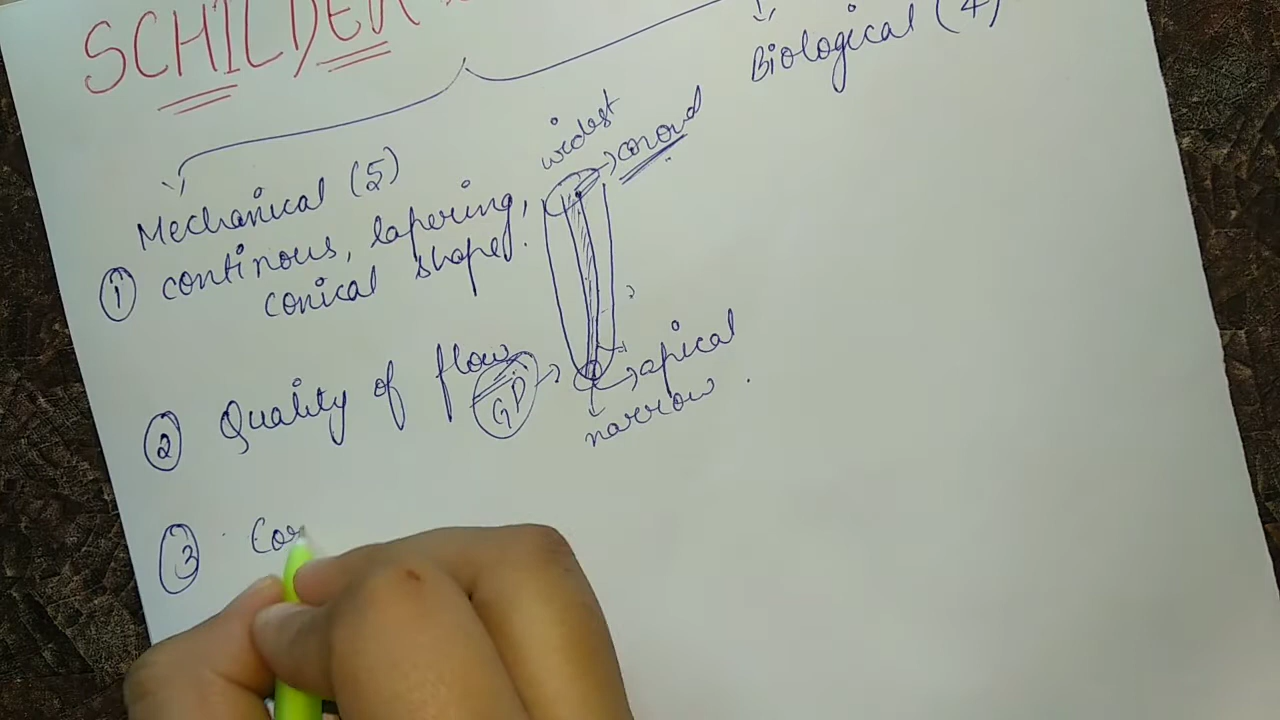 SCHILDER
Biological (4)
Mechanical (5)
widest
coronal
① continous, tapering,
conical shape.
② Quality of flow
GP
apical
narrow
③ Cor